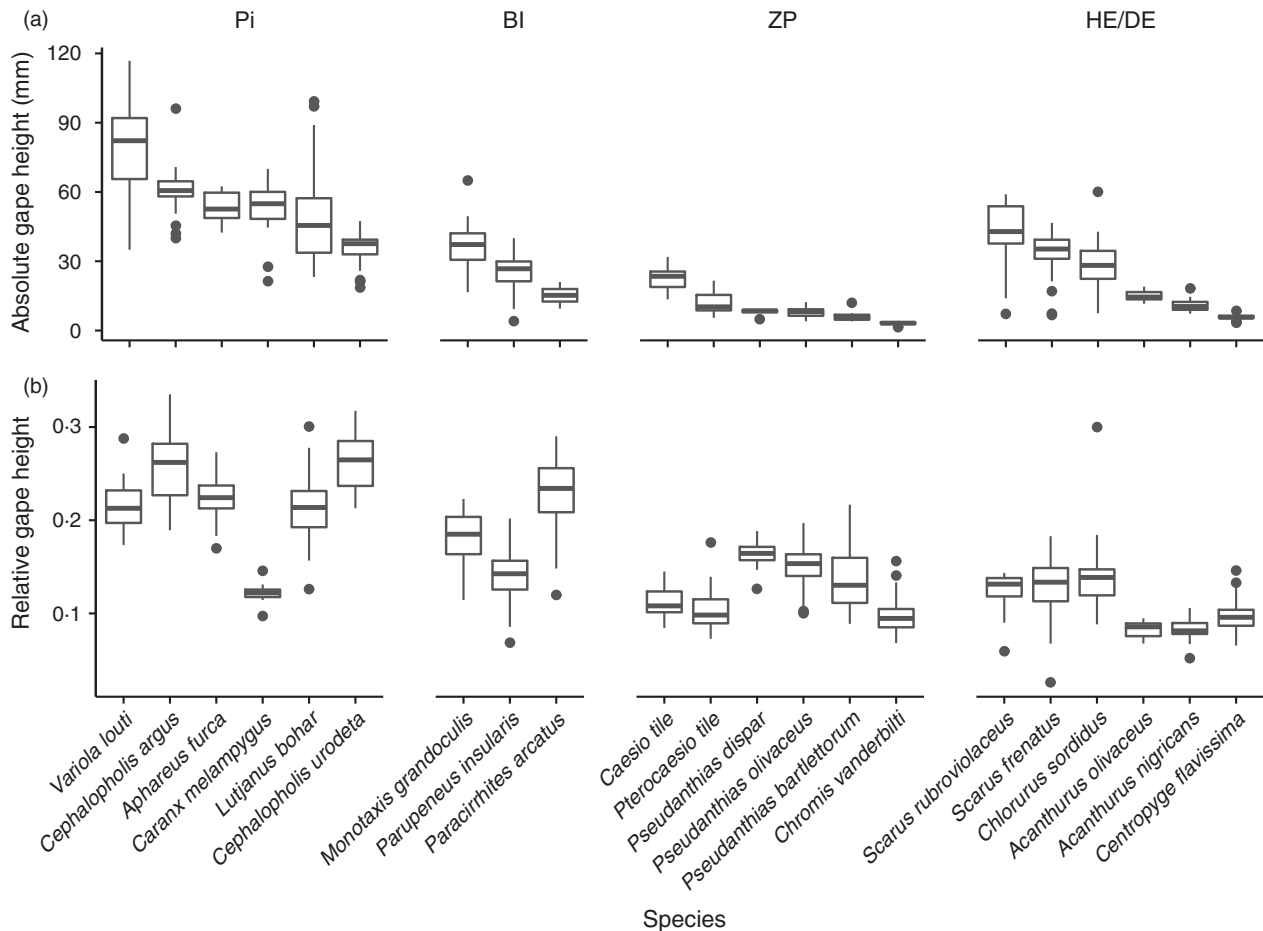 (a)
Pi
BI
ZP
HE/DE
Absolute gape height (mm)
120
90
60
30
0
(b)
Relative gape height
0·3
0·2
0·1
Variola louti
Cephalopholis argus
Aphareus furca
Caranx melampygus
Lutjanus bohar
Cephalopholis urodeta
Monotaxis grandoculis
Parupeneus insularis
Paracirrhites arcatus
Caesio tile
Pterocaesio tile
Pseudanthias dispar
Pseudanthias olivaceus
Pseudanthias bartlettorum
Chromis vanderbilti
Scarus rubroviolaceus
Scarus frenatus
Chlorurus sordidus
Acanthurus olivaceus
Acanthurus nigricans
Centropyge flavissima
Species